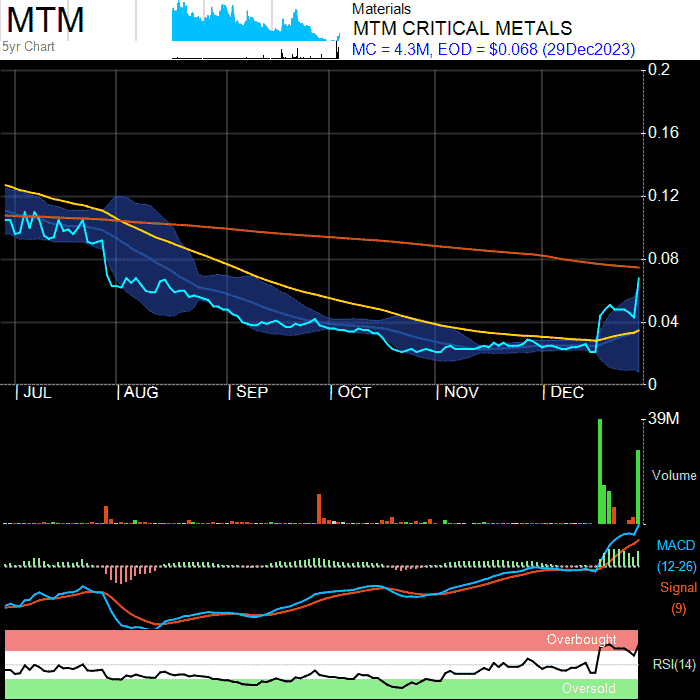 MTM
5yr Chart
Materials
MTM CRITICAL METALS
MC = 4.3M, EOD = $0.068 (29Dec2023)
0.2
0.16
0.12
0.08
0.04
0
JUL AUG SEP OCT NOV DEC
39M
Volume
MACD
(12-26)
Signal
(9)
Overbought
RSI(14)
Oversold